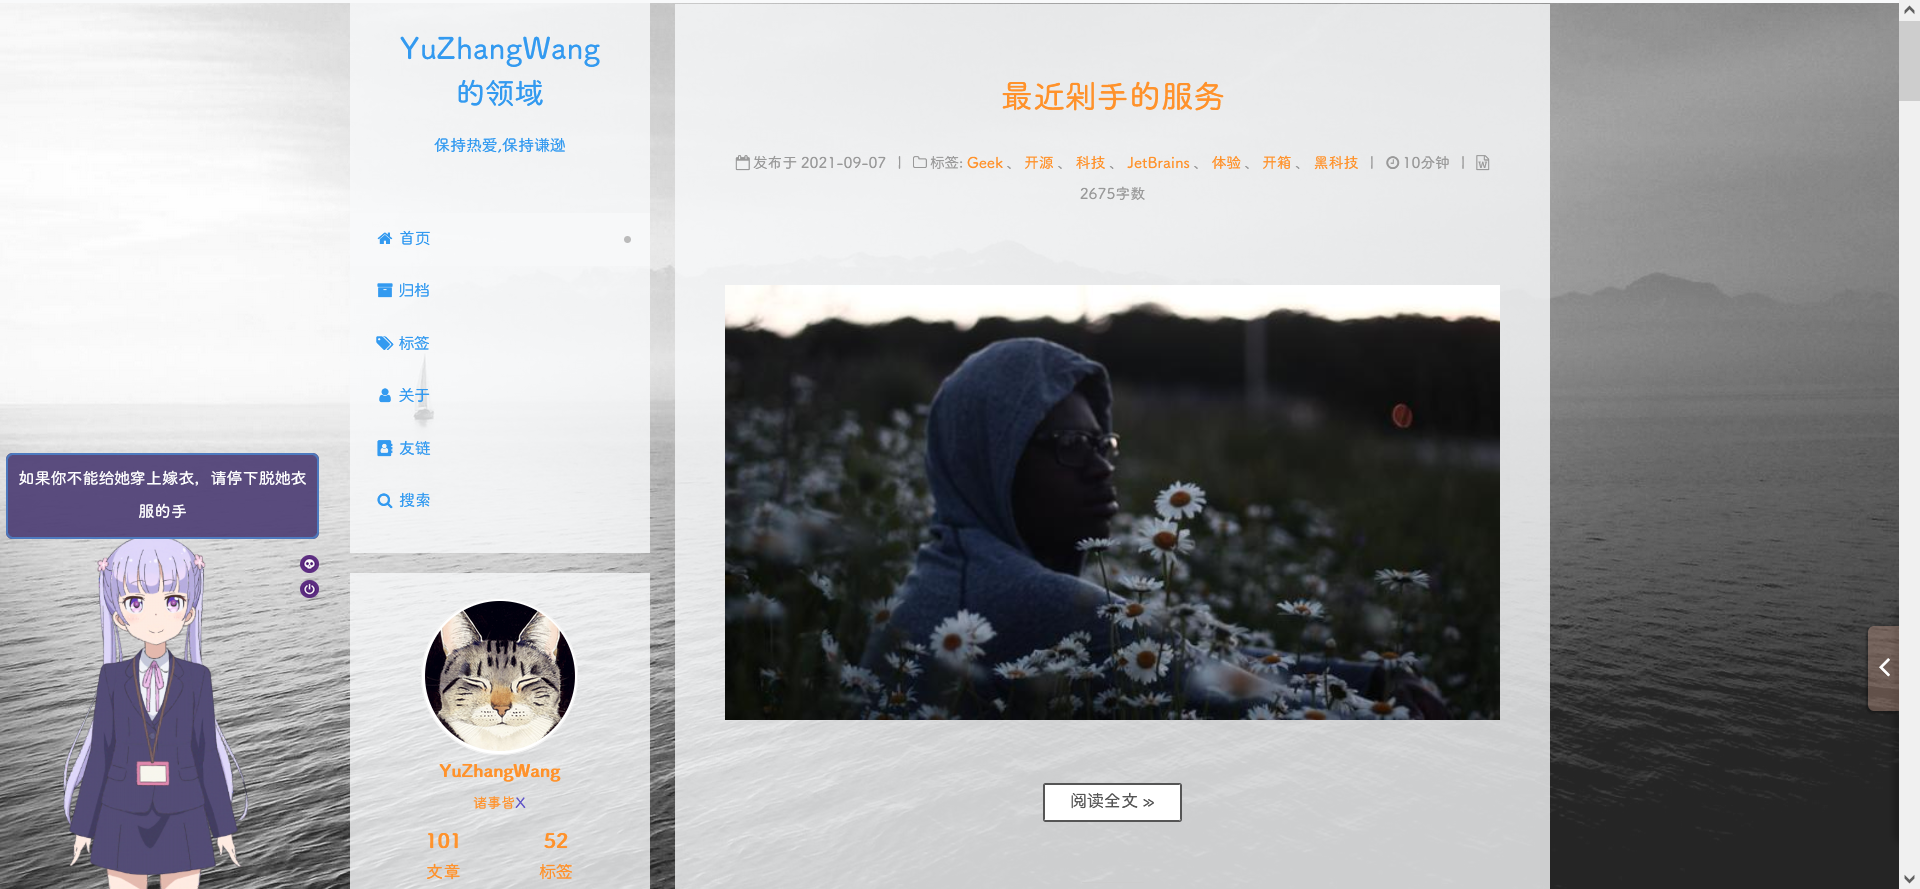 YuZhangWang
的领域
保持热爱,保持谦逊
首页
归档
标签
关于
友链
搜索
如果你不能给她穿上嫁衣，请停下脱她衣
服的手
YuZhangWang
诸事皆X
101 52
文章 标签
最近剁手的服务
发布于 2021-09-07 | 标签: Geek 、 开源 、 科技 、 JetBrains 、 体验 、 开箱 、 黑科技 | 10分钟 |
2675字数
阅读全文 »